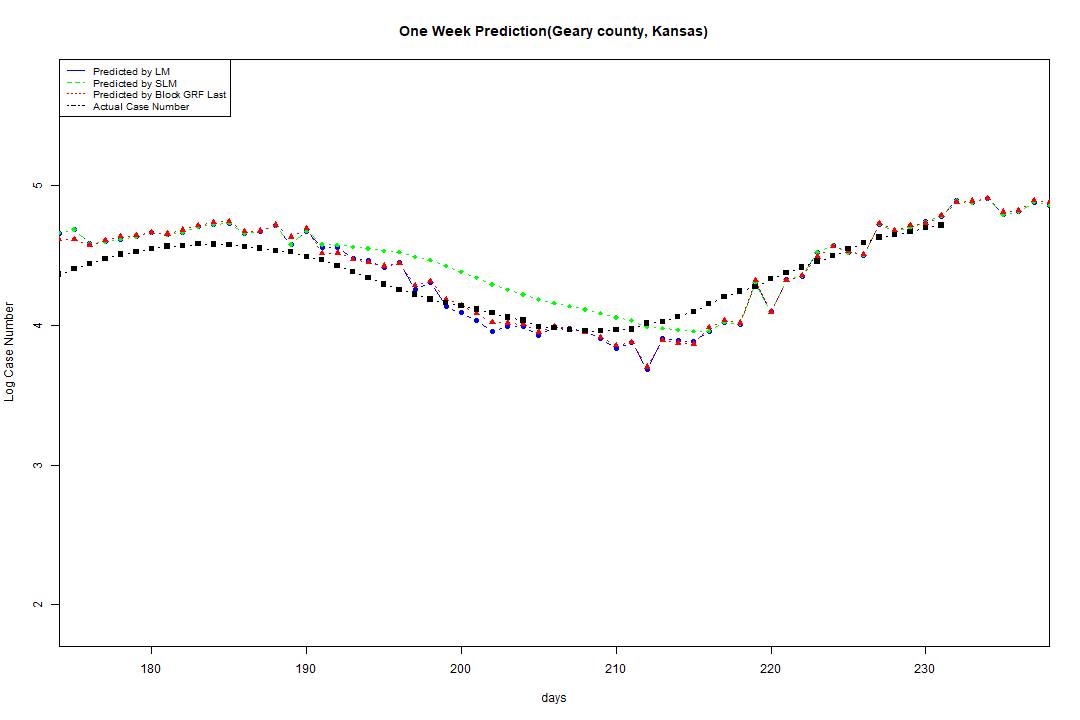 One Week Prediction(Geary county, Kansas)
Predicted by LM
Predicted by SLM
Predicted by Block GRF Last
Actual Case Number
5
4
3
2
Log Case Number
180 190 200 210 220 230
days